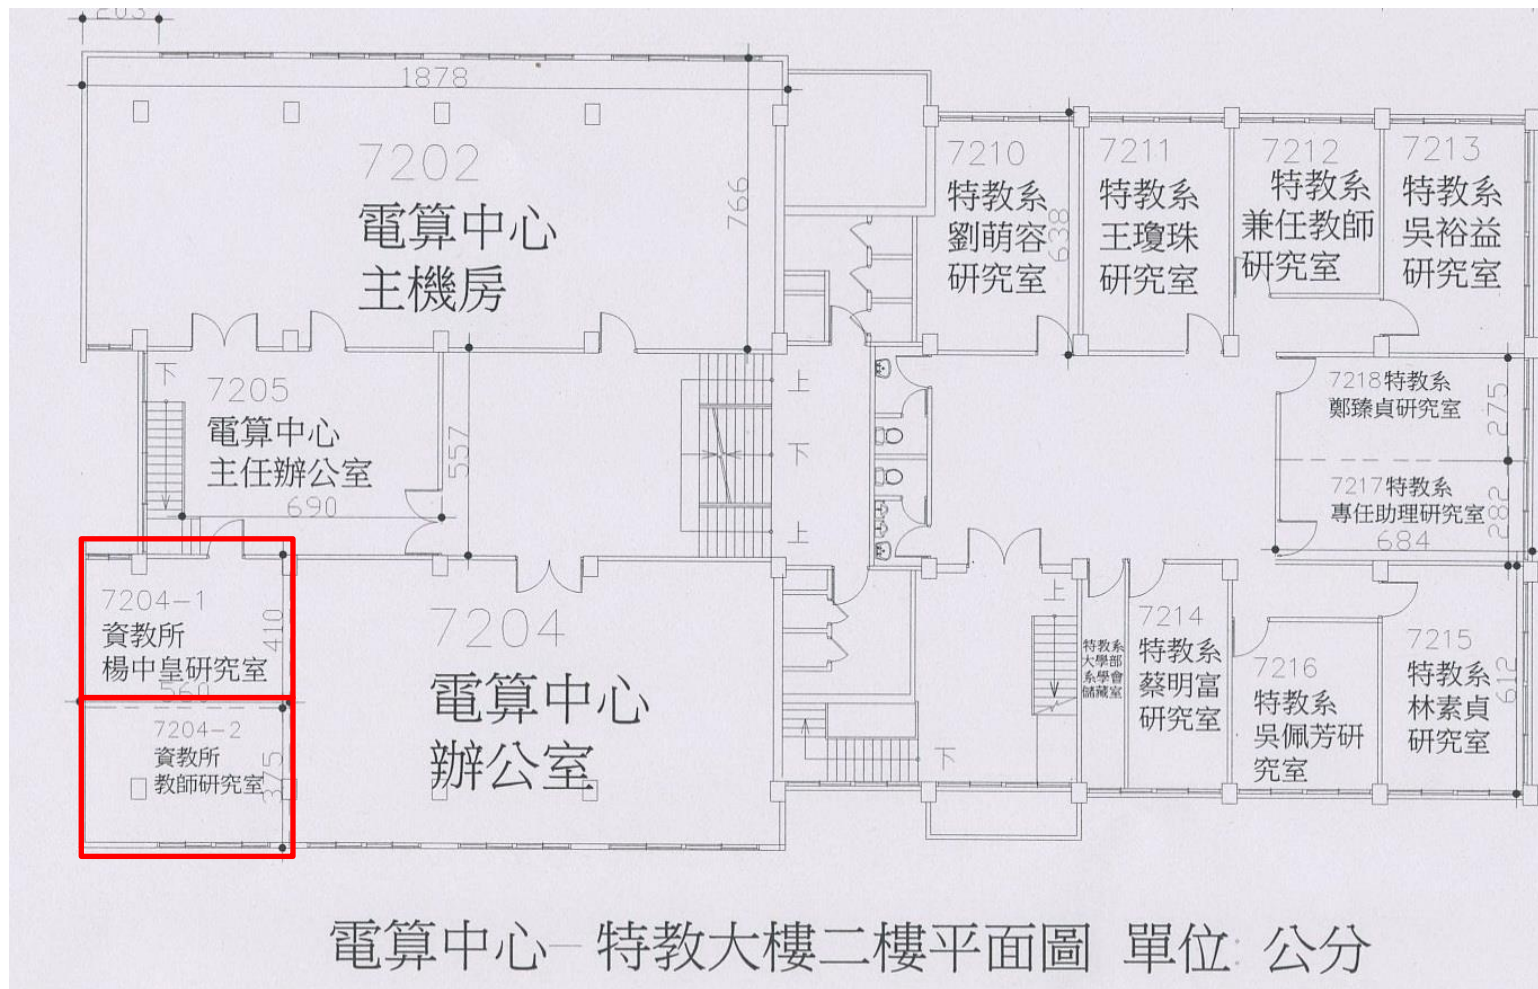 203
1878
7202
電算中心
主機房
766
7205
電算中心
主任辦公室
690
557
下
上
下
上
7204-1
資教所
楊中皇研究室
410
560
7204-2
資教所
教師研究室
375
7204
電算中心
辦公室
7210
特教系
劉萌容
研究室
638
7211
特教系
王瓊珠
研究室
7212
特教系
兼任教師
研究室
7213
特教系
吳裕益
研究室
7218特教系
鄭臻貞研究室
275
7217特教系
專任助理研究室
282
684
下
上
特教系
大學部
系學會
儲藏室
7214
特教系
蔡明富
研究室
7216
特教系
吳佩芳研
究室
7215
特教系
林素貞
研究室
612
電算中心─特教大樓二樓平面圖 單位: 公分